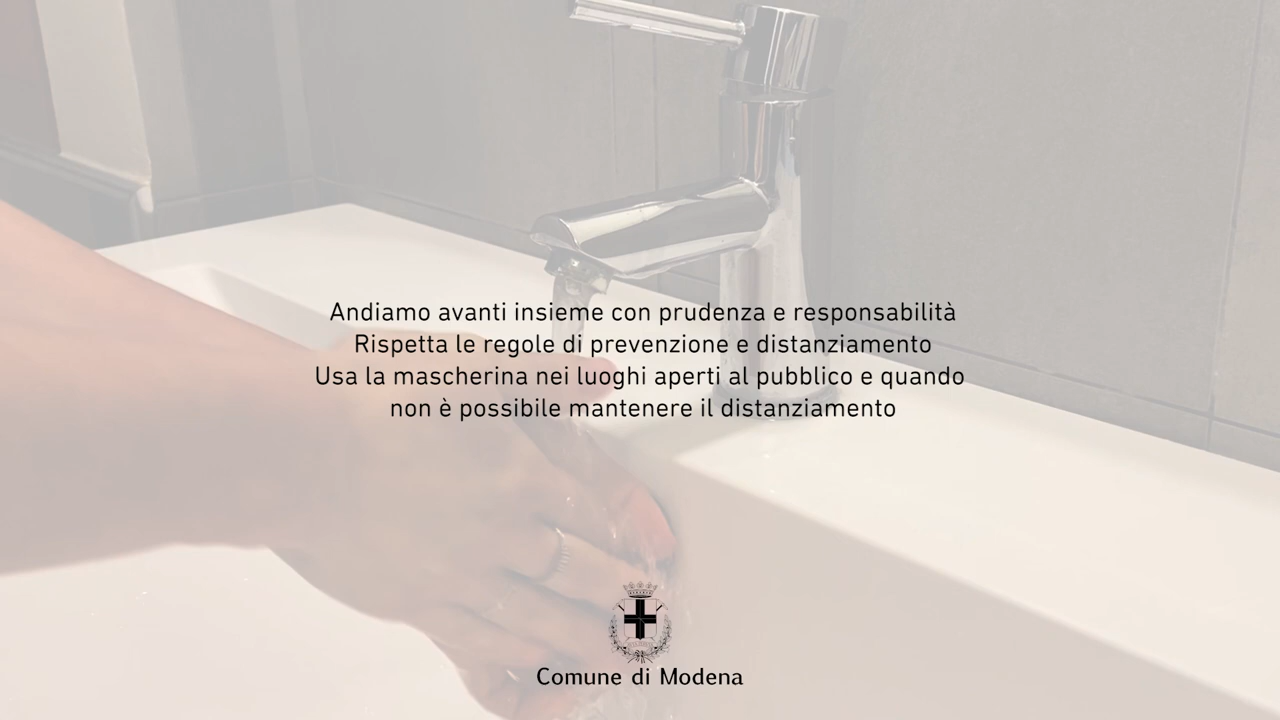 Andiamo avanti insieme con prudenza e responsabilità
Rispetta le regole di prevenzione e distanziamento
Usa la mascherina nei luoghi aperti al pubblico e quando
non è possibile mantenere il distanziamento
Comune di Modena